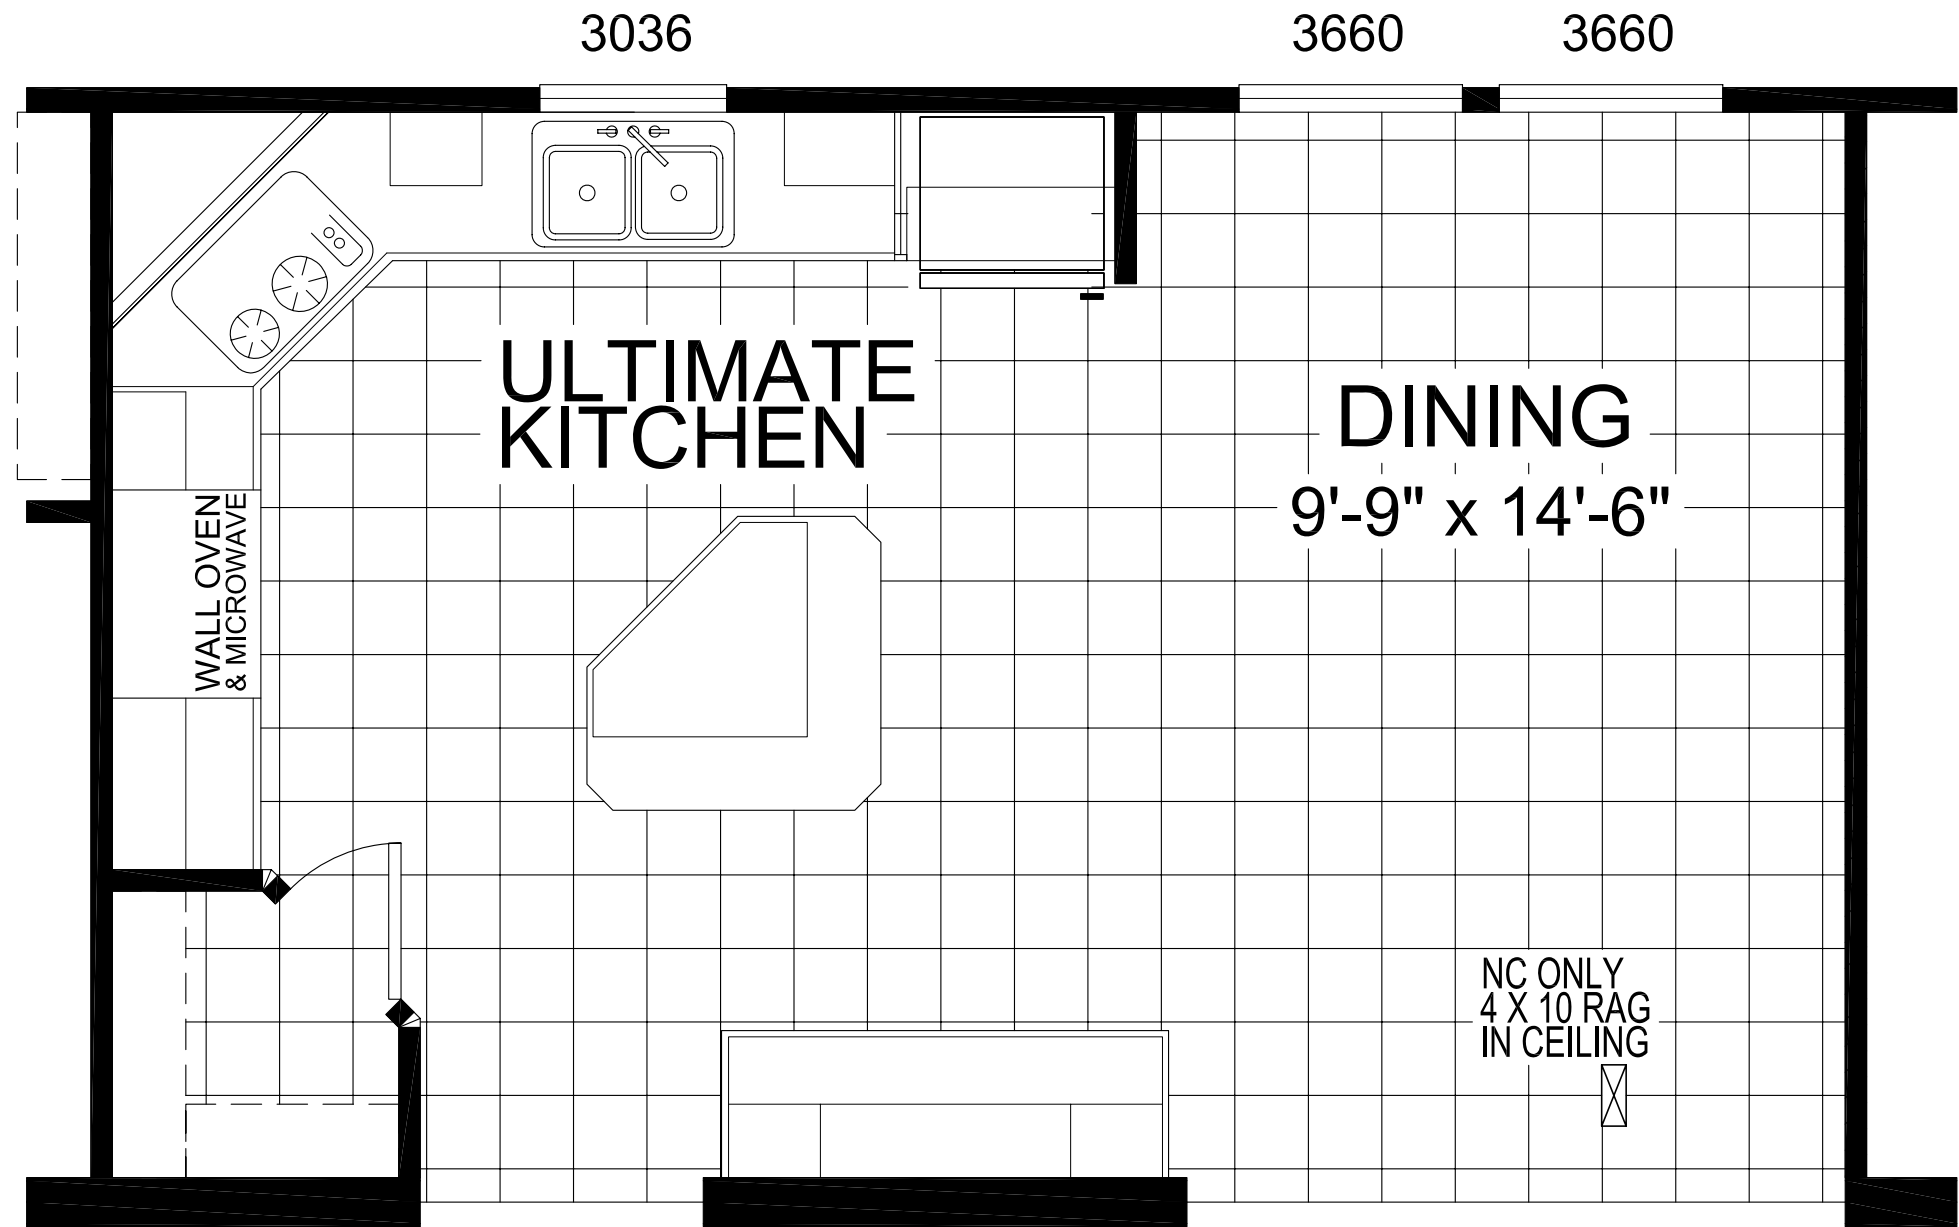 3036
3660
3660
ULTIMATE
KITCHEN
DINING
9'-9" x 14'-6"
WALL OVEN
& MICROWAVE
NC ONLY
4 X 10 RAG
IN CEILING